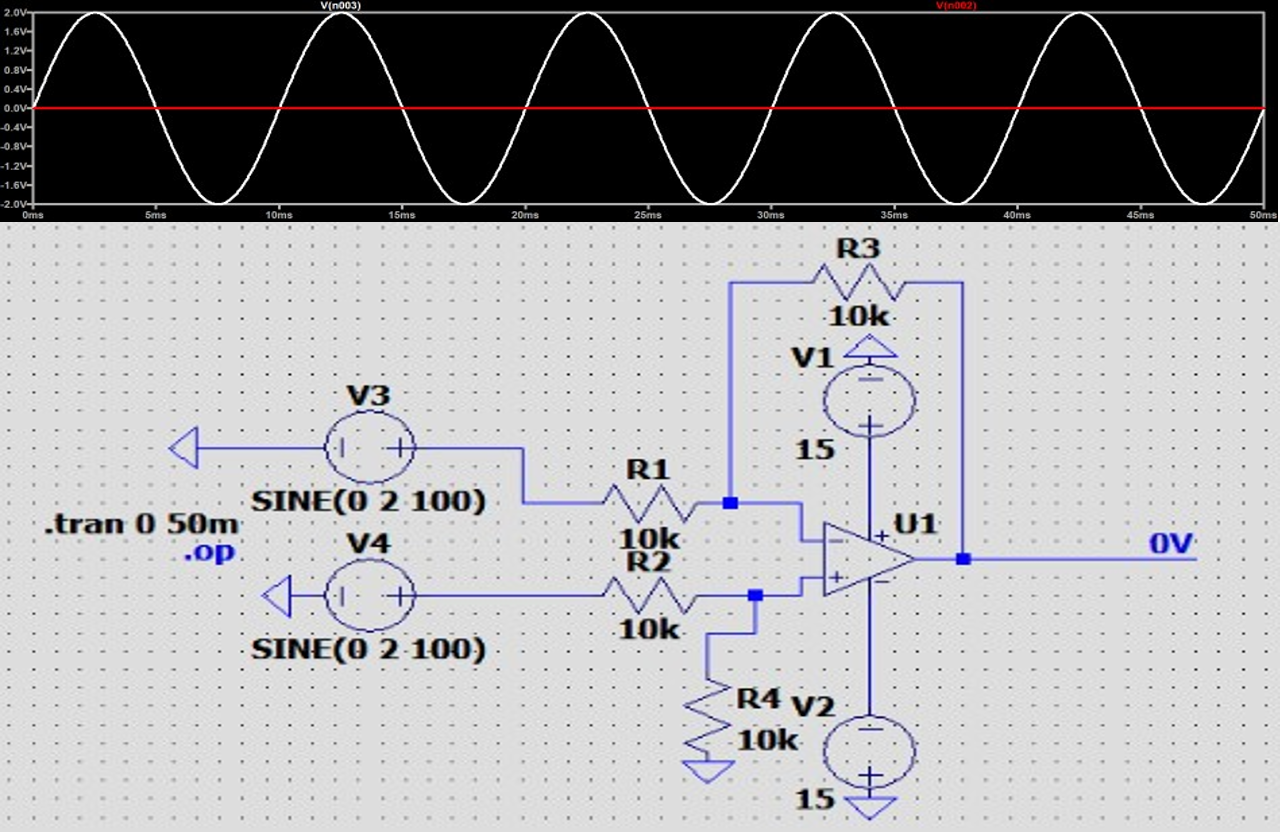 V(n003) V(n002)
2.0V
1.6V
1.2V
0.8V
0.4V
0.0V
-0.4V
-0.8V
-1.2V
-1.6V
-2.0V
0ms 5ms 10ms 15ms 20ms 25ms 30ms 35ms 40ms 45ms 50ms
R3
10k
V1
15
V3
SINE(0 2 100)
R1
10k
.tran 0 50m
.op
U1
0V
V4
SINE(0 2 100)
R2
10k
R4
10k
V2
15